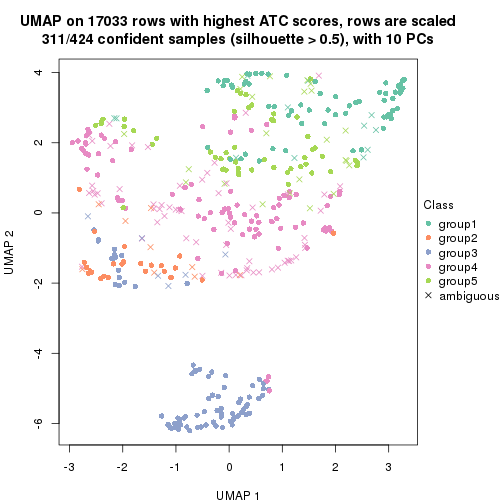 UMAP on 17033 rows with highest ATC scores, rows are scaled
311/424 confident samples (silhouette > 0.5), with 10 PCs
4
2
0
-2
-4
-6
UMAP 2
-3
-2
-1
0
1
2
3
UMAP 1
Class
group1
group2
group3
group4
group5
ambiguous